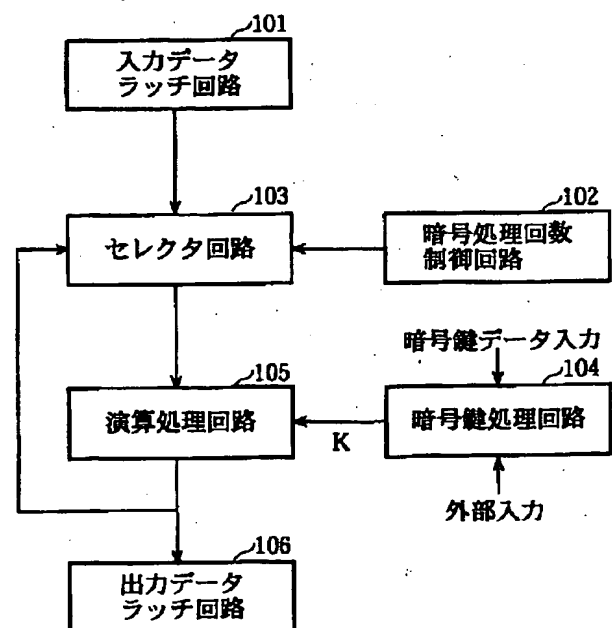 101
入力データ
ラッチ回路
103
セレクタ回路
102
暗号処理回数
制御回路
暗号鍵データ入力
105
演算処理回路
K
104
暗号鍵処理回路
外部入力
106
出力データ
ラッチ回路